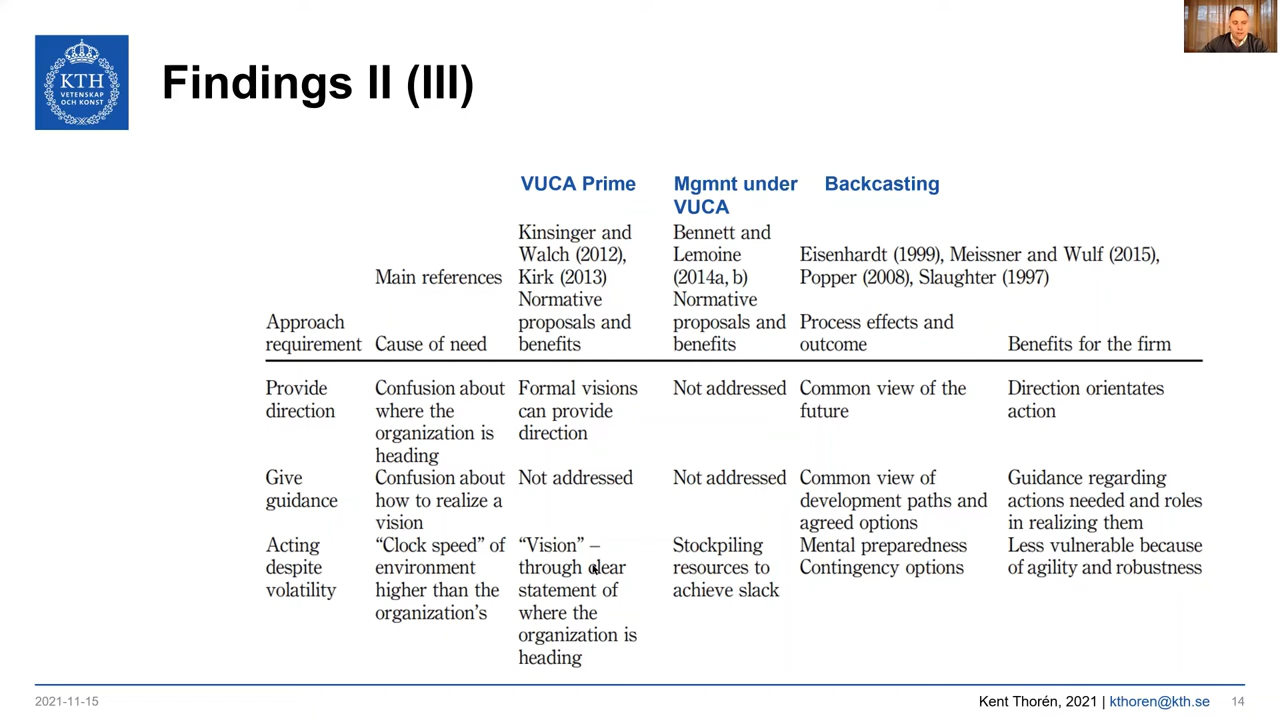 KTH
VETENSKAP
OCH KONST
Findings II (III)
VUCA Prime
Mgmnt under
VUCA
Backcasting
Main references
Kinsinger and
Walch (2012),
Kirk (2013)
Bennett and
Lemoine
(2014a, b)
Eisenhardt (1999), Meissner and Wulf (2015),
Popper (2008), Slaughter (1997)
Approach
requirement
Cause of need
Normative
proposals and
benefits
Normative
proposals and
benefits
Process effects and
outcome
Benefits for the firm
Provide
direction
Confusion about
where the
organization is
heading
Formal visions
can provide
direction
Not addressed
Common view of the
future
Direction orientates
action
Give
guidance
Confusion about
how to realize a
vision
Not addressed
Not addressed
Common view of
development paths and
agreed options
Guidance regarding
actions needed and roles
in realizing them
Acting
despite
volatility
“Clock speed” of
environment
higher than the
organization’s
“Vision” –
through clear
statement of
where the
organization is
heading
Stockpiling
resources to
achieve slack
Mental preparedness
Contingency options
Less vulnerable because
of agility and robustness
2021-11-15
Kent Thorén, 2021 | kthoren@kth.se
14